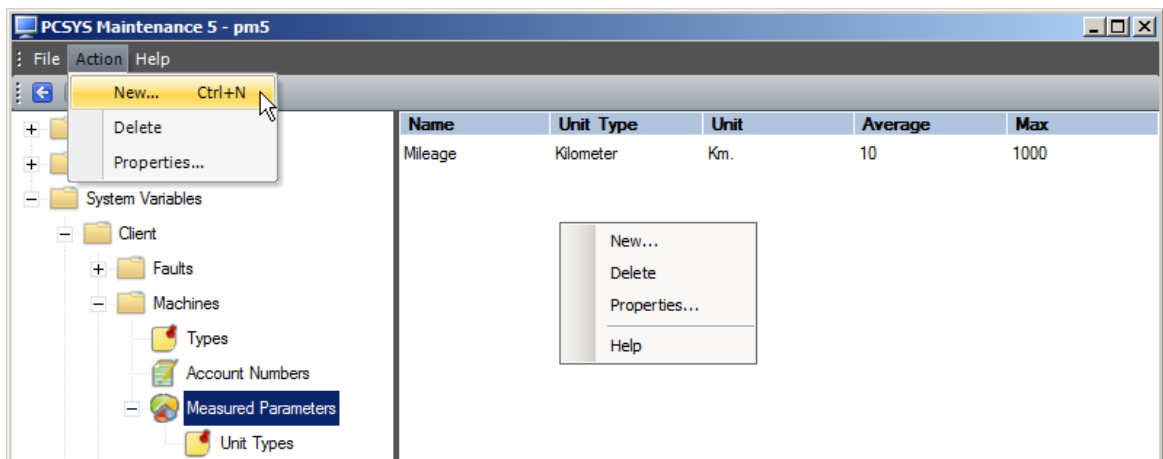 PCSYS Maintenance 5 - pm5
File Action Help
New... Ctrl+N
Delete
Properties...
System Variables
Client
Faults
Machines
Types
Account Numbers
Measured Parameters
Unit Types
Name Unit Type Unit Average Max
Mileage Kilometer Km. 10 1000
New...
Delete
Properties...
Help